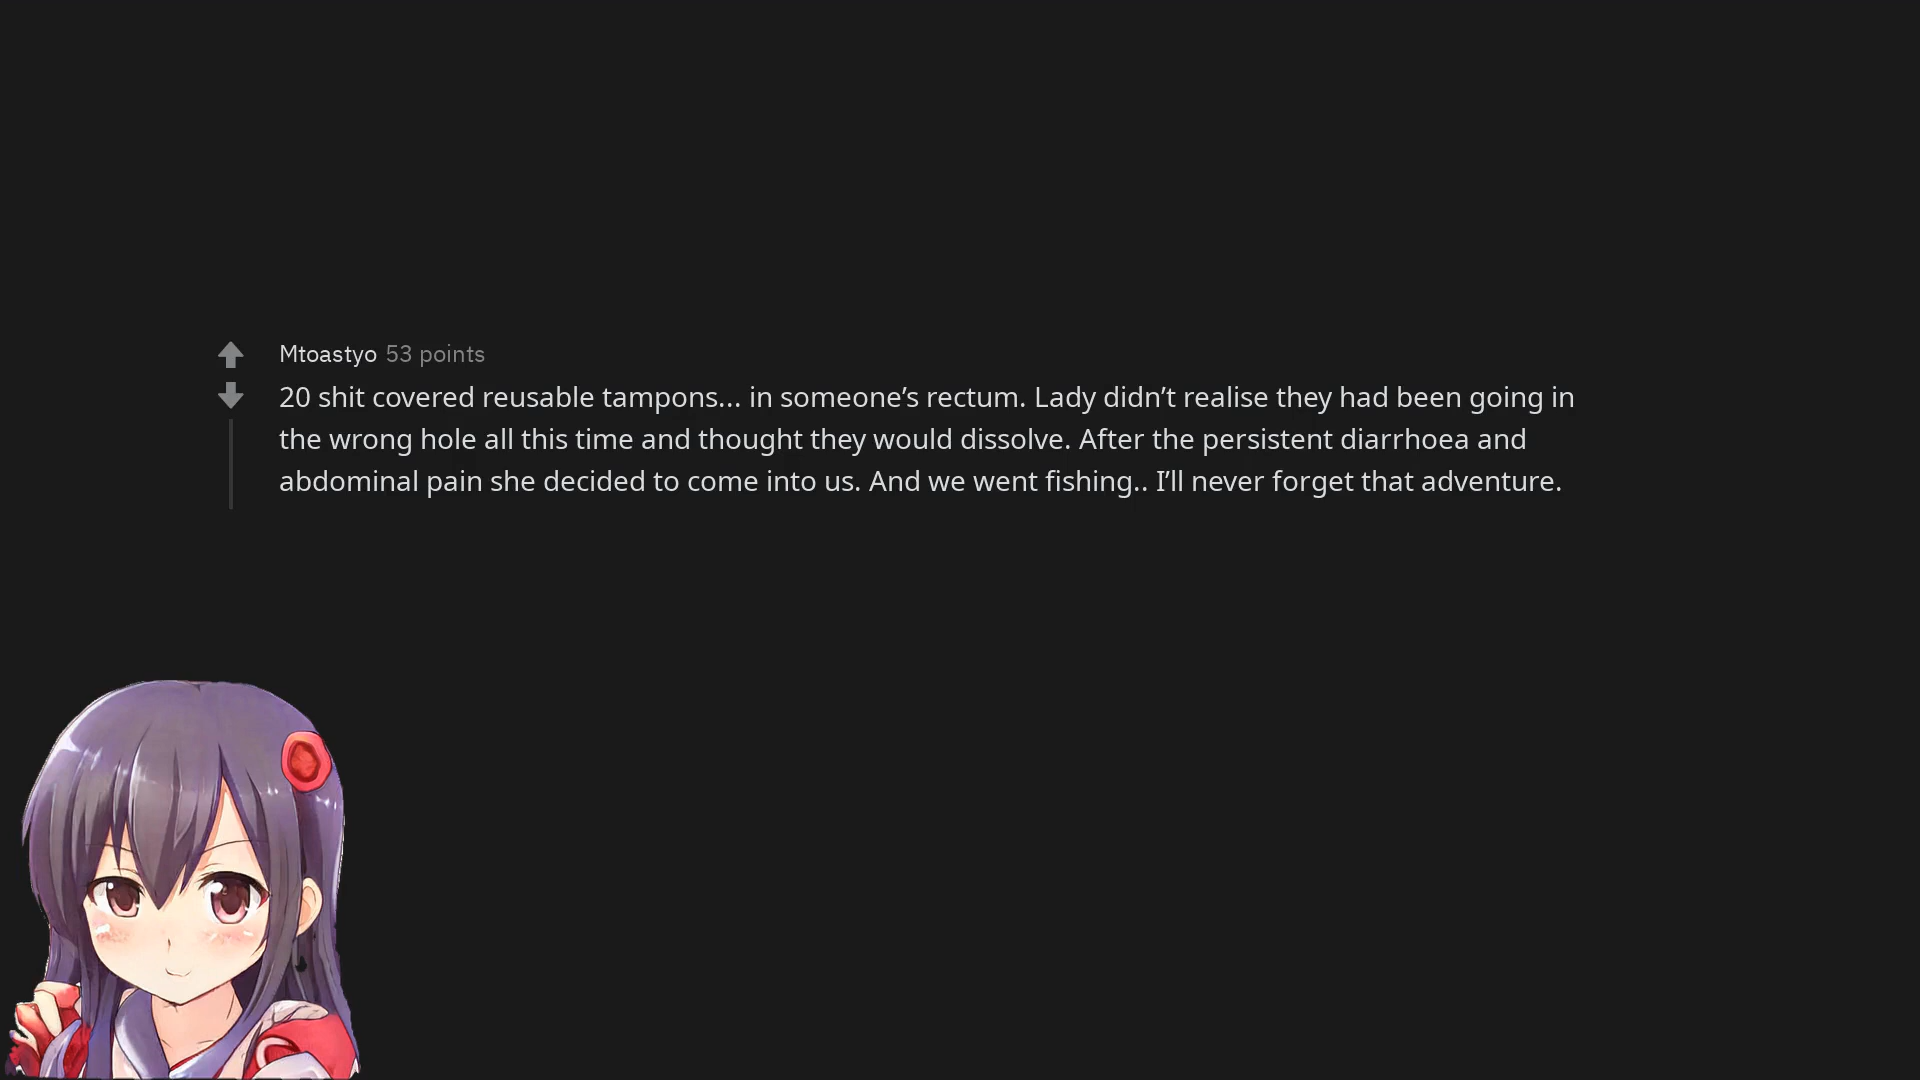 Mtoastyo 53 points
20 shit covered reusable tampons... in someone’s rectum. Lady didn’t realise they had been going in
the wrong hole all this time and thought they would dissolve. After the persistent diarrhoea and
abdominal pain she decided to come into us. And we went fishing.. I’ll never forget that adventure.